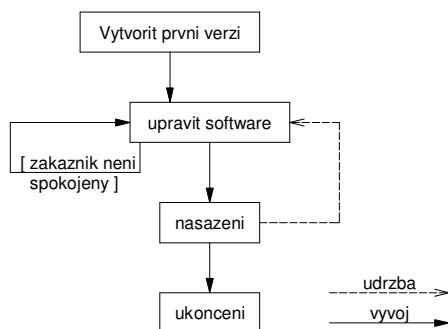 Vytvorit prvni verzi
upravit software
[ zakaznik neni
spokojeny ]
nasazeni
udrzba
ukonceni
vyvoj